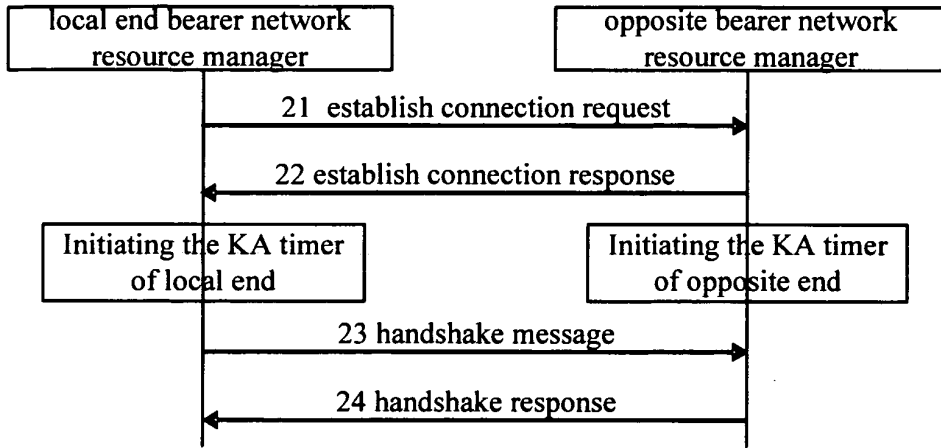 local end bearer network
resource manager
opposite bearer network
resource manager
21 establish connection request
22 establish connection response
Initiating the KA timer
of local end
Initiating the KA timer
of opposite end
23 handshake message
24 handshake response